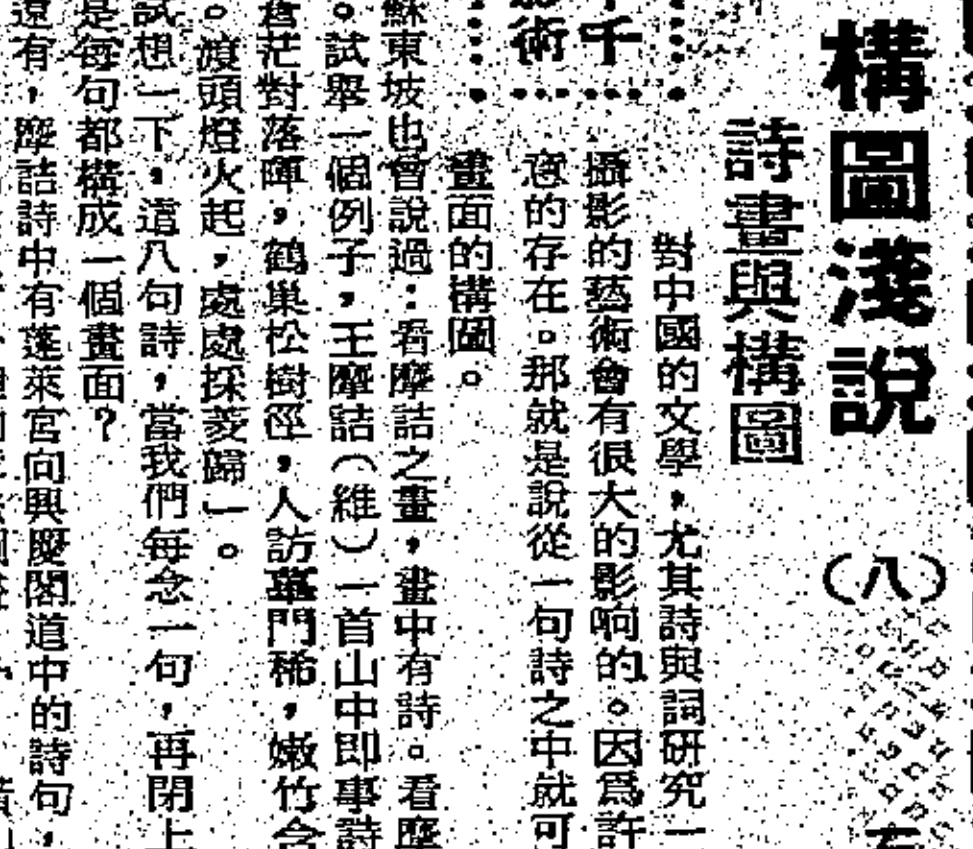 構圖淺說（八）
詩畫與構圖
對中國的文學，尤其詩與詞研究一
攝影的藝術會有很大的影响的。因爲許
意的存在。那就是說從一句詩之中就可
畫面的構圖。
蘇東坡也會說過：看摩詰之畫，畫中有詩。看摩
。試舉一個例子，王摩詰（維）一首山中即事詩
蒼茫對落暉，鶴巢松樹徑，人訪蓽門稀，嫩竹含
。渡頭燈火起，處處採菱歸」。
試想一下，這八句詩，當我們每念一句，再閉上
是每句都構成一個畫面？
還有，摩詰詩中有蓬萊宮向興慶閣道中的詩句，
千
影術